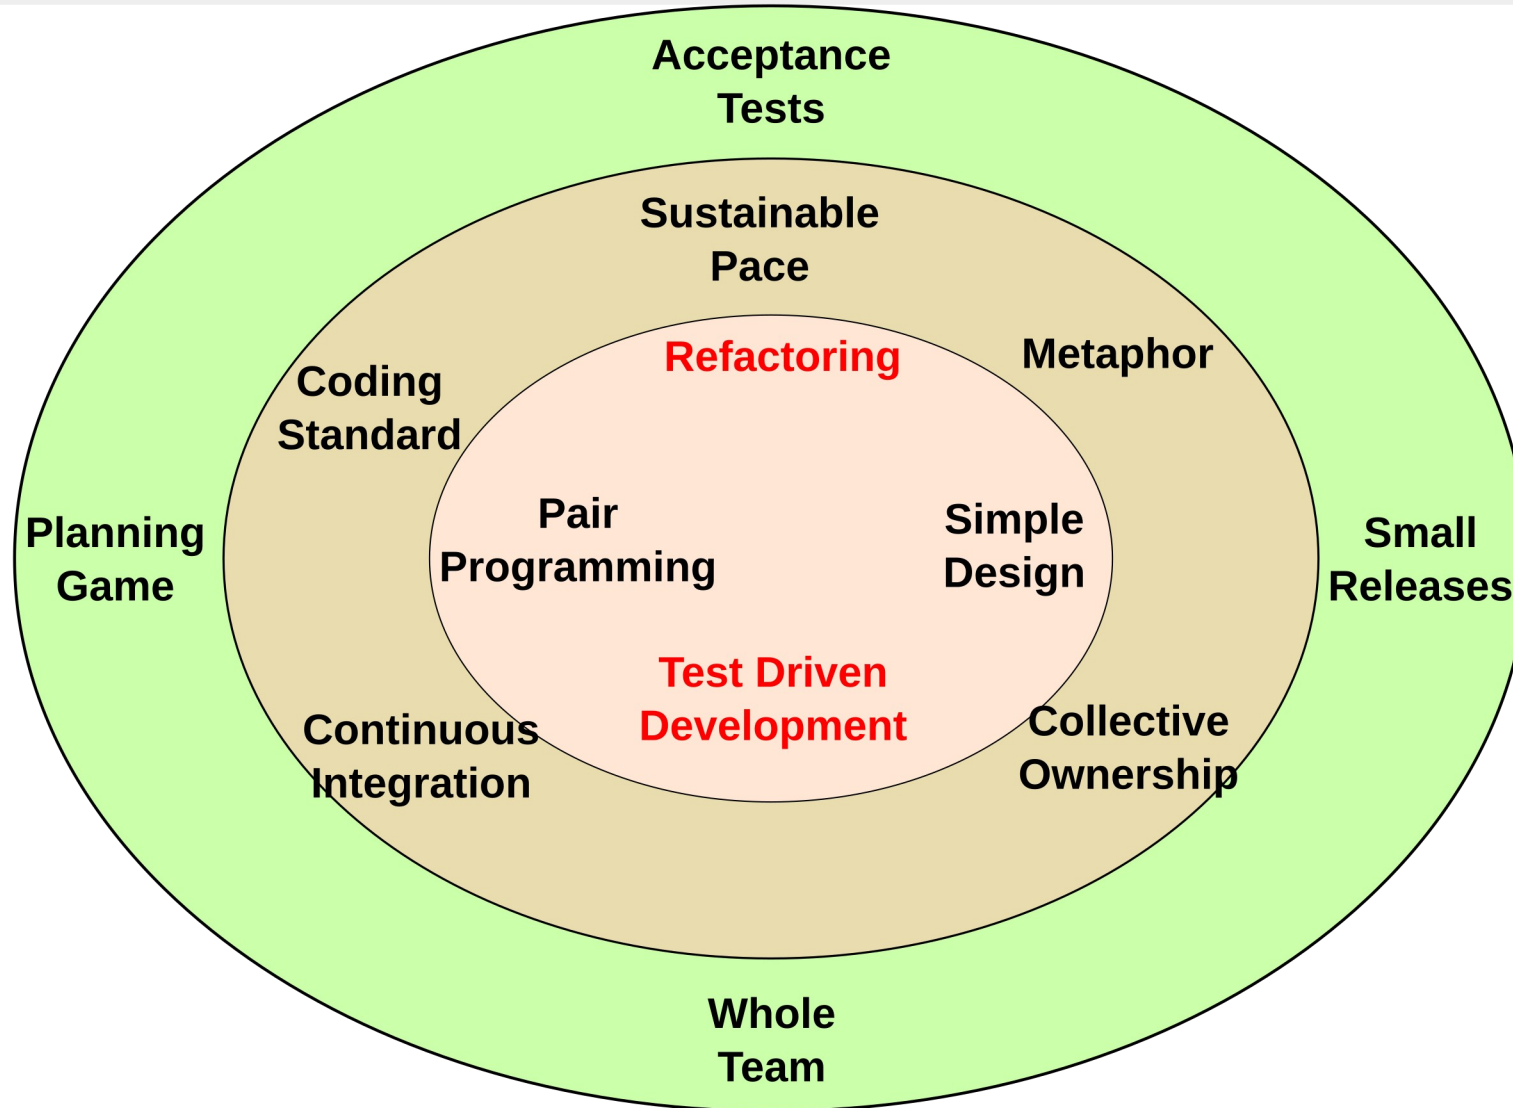 Acceptance
Tests
Sustainable
Pace
Refactoring
Metaphor
Coding
Standard
Pair
Programming
Simple
Design
Planning
Game
Small
Releases
Test Driven
Development
Continuous
Integration
Collective
Ownership
Whole
Team